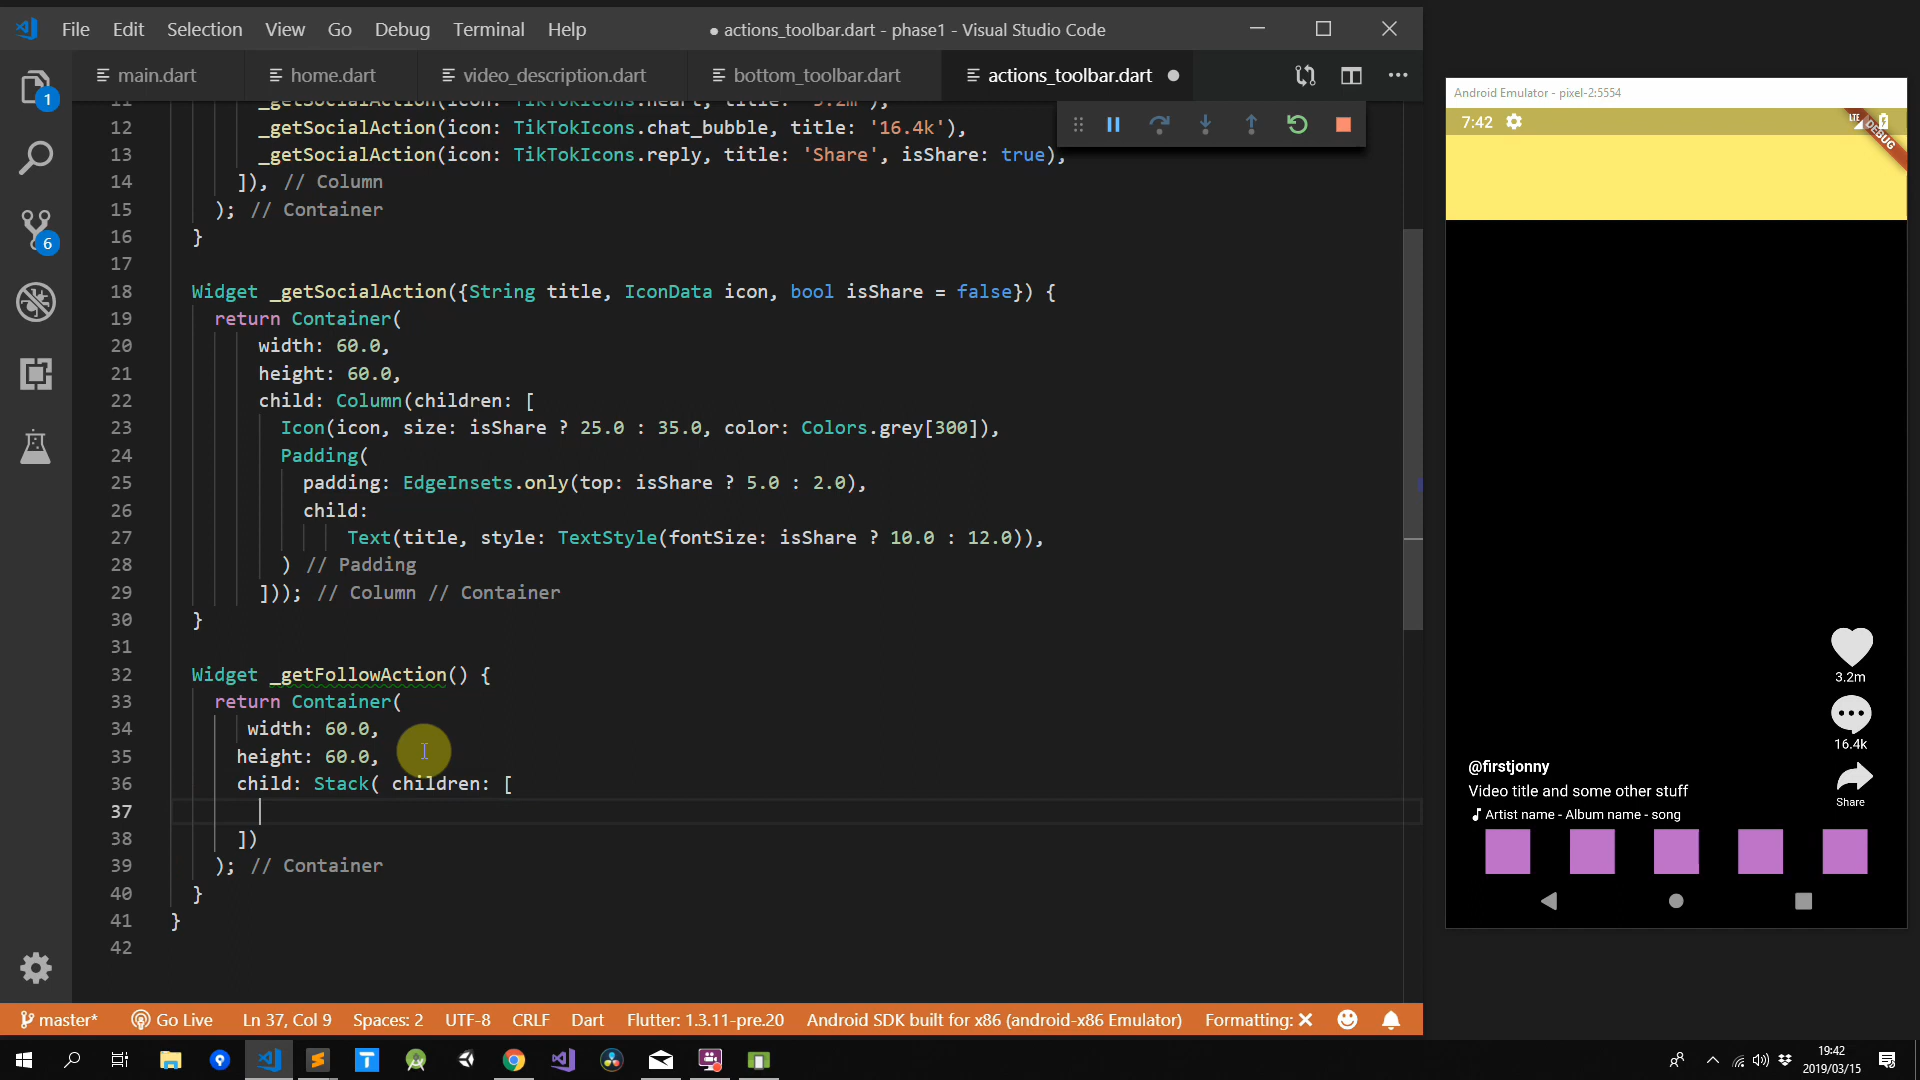 File Edit Selection View Go Debug Terminal Help
● actions_toolbar.dart - phase1 - Visual Studio Code
main.dart home.dart video_description.dart bottom_toolbar.dart actions_toolbar.dart
12 _getSocialAction(icon: TikTokIcons.chat_bubble, title: '16.4k'),
13 _getSocialAction(icon: TikTokIcons.reply, title: 'Share', isShare: true),
14 ]), // Column
15 ); // Container
16 }
17
18 Widget _getSocialAction({String title, IconData icon, bool isShare = false}) {
19 return Container(
20 width: 60.0,
21 height: 60.0,
22 child: Column(children: [
23 Icon(icon, size: isShare ? 25.0 : 35.0, color: Colors.grey[300]),
24 Padding(
25 padding: EdgeInsets.only(top: isShare ? 5.0 : 2.0),
26 child:
27 Text(title, style: TextStyle(fontSize: isShare ? 10.0 : 12.0)),
28 ) // Padding
29 ])); // Column // Container
30 }
31
32 Widget _getFollowAction() {
33 return Container(
34 width: 60.0,
35 height: 60.0,
36 child: Stack( children: [
37
38 ])
39 ); // Container
40 }
41 }
42
1
6
master* Go Live Ln 37, Col 9 Spaces: 2 UTF-8 CRLF Dart Flutter: 1.3.11-pre.20 Android SDK built for x86 (android-x86 Emulator) Formatting: ✕
Android Emulator - pixel-2:5554
7:42
LTE
DEBUG
3.2m
16.4k
Share
@firstjonny
Video title and some other stuff
Artist name - Album name - song
19:42
2019/03/15